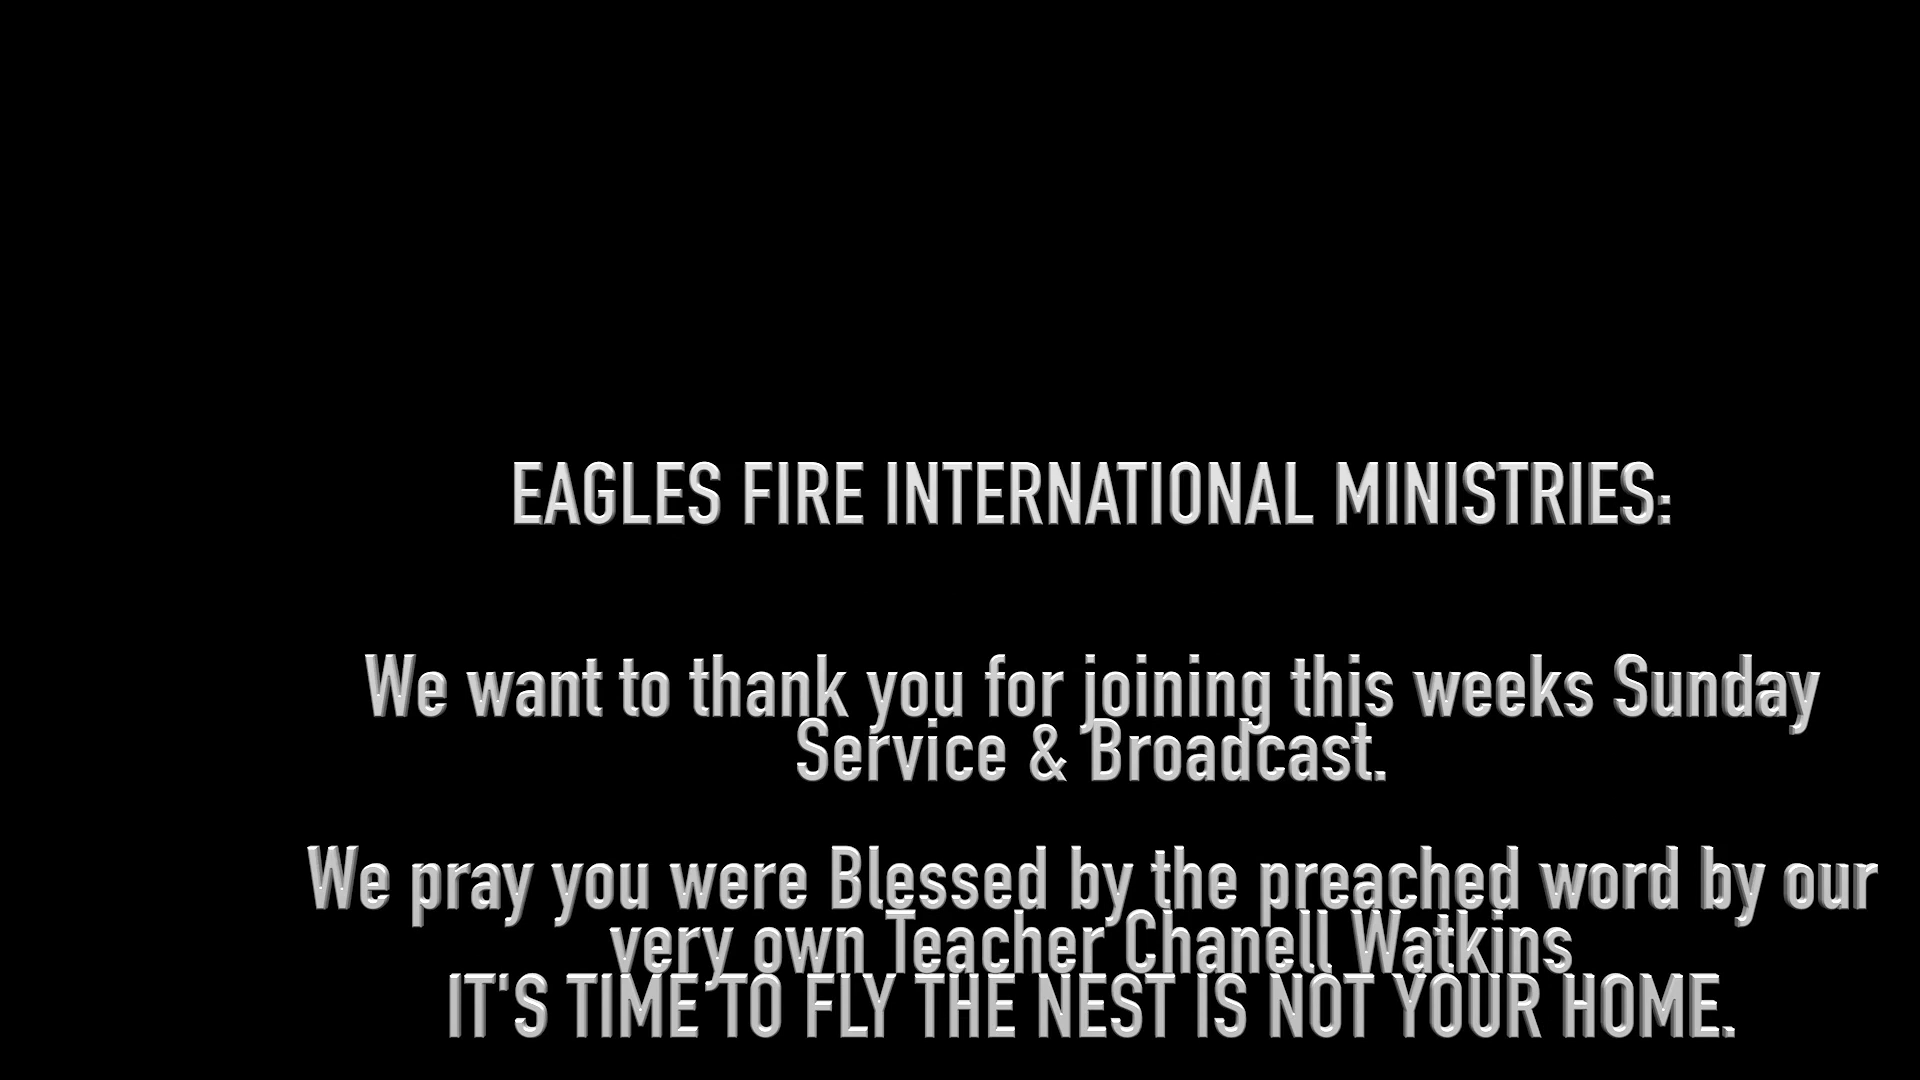 EAGLES FIRE INTERNATIONAL MINISTRIES:
We want to thank you for joining this weeks Sunday
Service & Broadcast.
We pray you were Blessed by the preached word by our
very own Teacher Chanell Watkins
IT'S TIME TO FLY THE NEST IS NOT YOUR HOME.